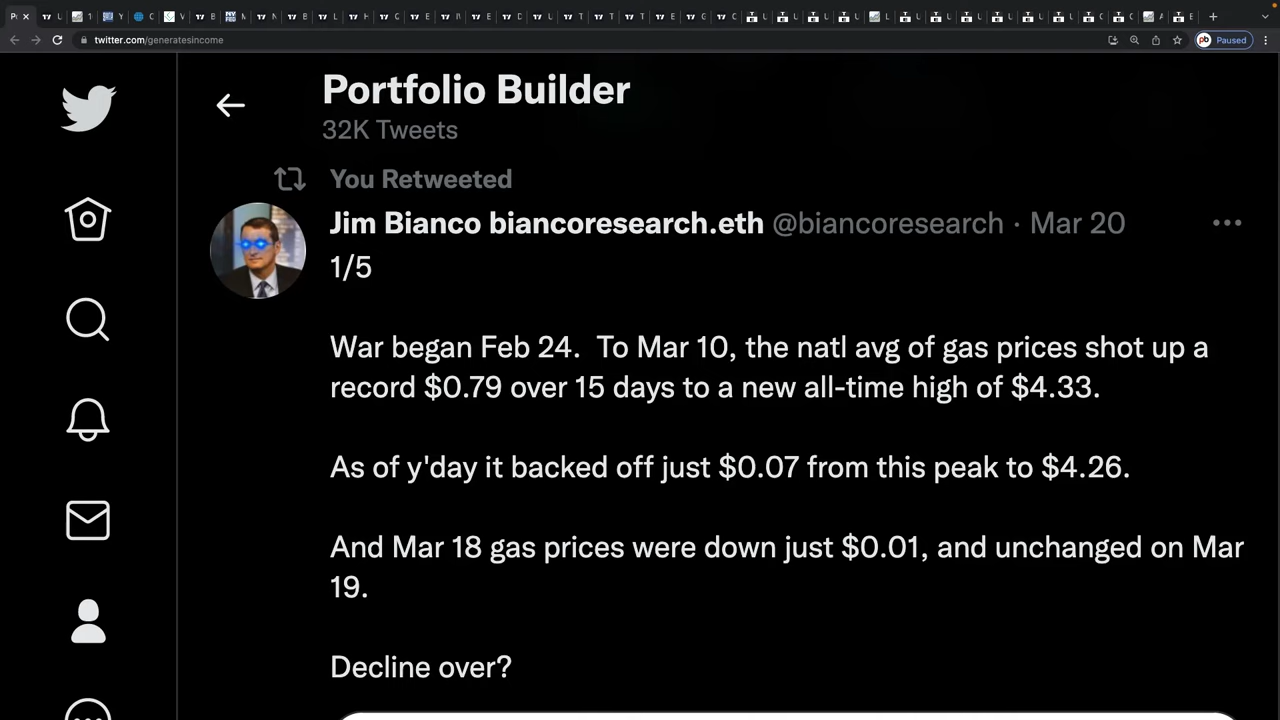 twitter.com/generatesincome
Paused
Portfolio Builder
32K Tweets
You Retweeted
Jim Bianco biancoresearch.eth @biancoresearch · Mar 20
1/5
War began Feb 24.  To Mar 10, the natl avg of gas prices shot up a
record $0.79 over 15 days to a new all-time high of $4.33.
As of y'day it backed off just $0.07 from this peak to $4.26.
And Mar 18 gas prices were down just $0.01, and unchanged on Mar
19.
Decline over?